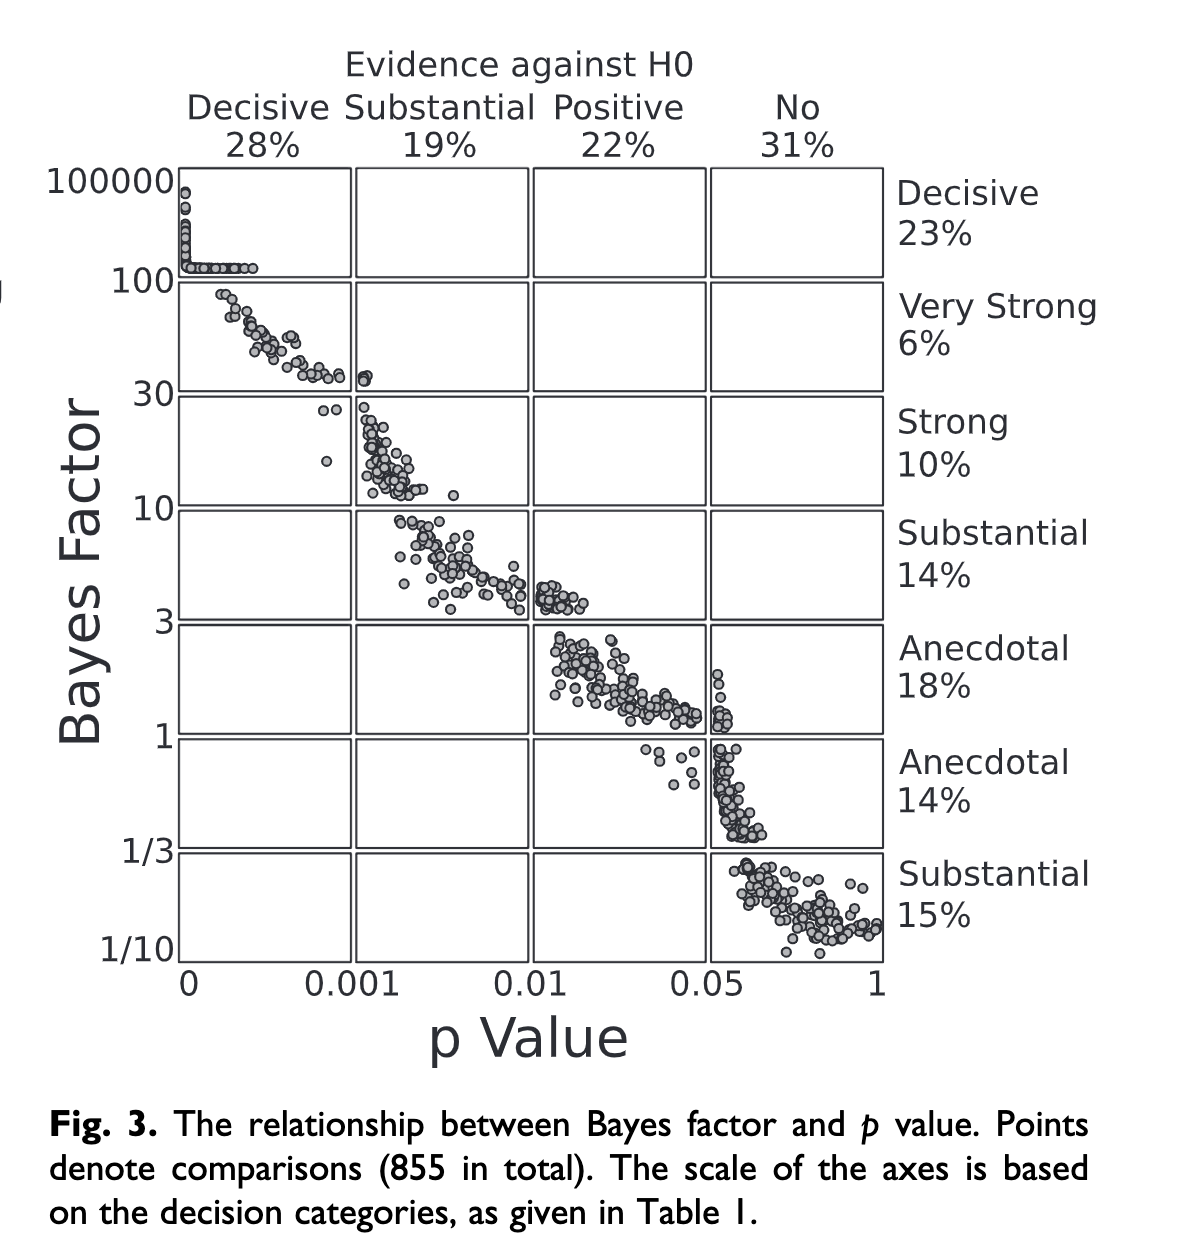 Evidence against H0
Decisive Substantial Positive No
28% 19% 22% 31%
100000
Decisive
23%
100
Very Strong
6%
30
Strong
10%
10
Substantial
14%
3
Anecdotal
18%
1
1
Anecdotal
14%
1/3
Substantial
15%
1/10
Bayes Factor
0 0.001 0.01 0.05 1
p Value
Fig. 3. The relationship between Bayes factor and p value. Points
denote comparisons (855 in total). The scale of the axes is based
on the decision categories, as given in Table 1.